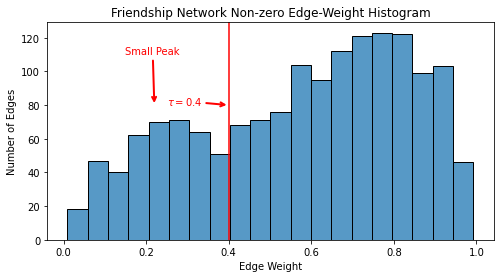 Friendship Network Non-zero Edge-Weight Histogram
Number of Edges
120
100
80
60
40
20
0
Small Peak
τ = 0.4
0.0 0.2 0.4 0.6 0.8 1.0
Edge Weight